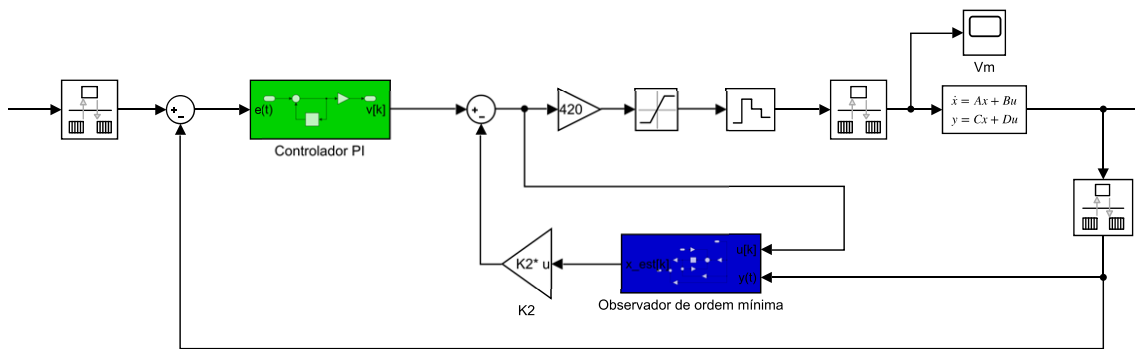 Vm
+
−
e(t)
v[k]
Controlador PI
+
−
420
ẋ = Ax + Bu
y = Cx + Du
K2* u
K2
x_est[k]
u[k]
y(t)
Observador de ordem mínima